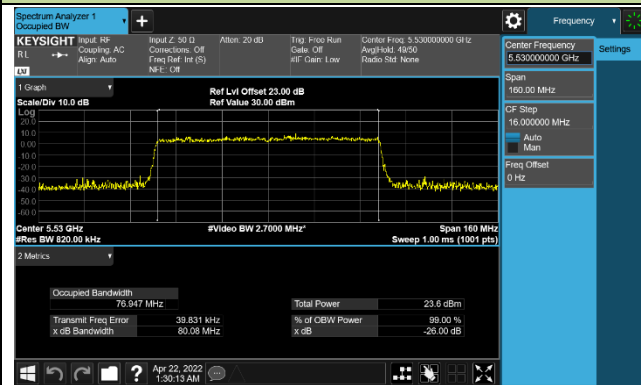 Spectrum Analyzer 1
Occupied BW
Frequency
KEYSIGHT
Input: RF
Coupling: AC
Align: Auto
Input Z: 50 Ω
Corrections: Off
Freq Ref: Int (S)
NFE: Off
Atten: 20 dB
Trig: Free Run
Gate: Off
#IF Gain: Low
Center Freq: 5.530000000 GHz
Avg|Hold: 49/50
Radio Std: None
RL
LXI
Center Frequency
5.530000000 GHz
Settings
Span
160.00 MHz
CF Step
16.000000 MHz
Auto
Man
Freq Offset
0 Hz
1 Graph
Scale/Div 10.0 dB
Ref Lvl Offset 23.00 dB
Ref Value 30.00 dBm
Log
20.0
10.0
0.00
-10.0
-20.0
-30.0
-40.0
-50.0
-60.0
Center 5.53 GHz
#Video BW 2.7000 MHz*
Span 160 MHz
#Res BW 820.00 kHz
Sweep 1.00 ms (1001 pts)
2 Metrics
Occupied Bandwidth
76.947 MHz
Total Power 23.6 dBm
Transmit Freq Error 39.831 kHz
% of OBW Power 99.00 %
x dB Bandwidth 80.08 MHz
x dB -26.00 dB
?
Apr 22, 2022
1:30:13 AM